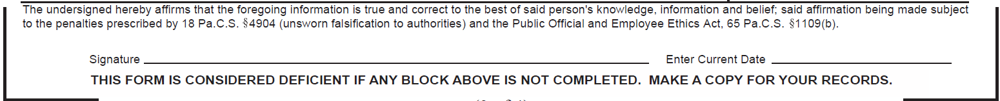 The undersigned hereby affirms that the foregoing information is true and correct to the best of said person's knowledge, information and belief; said affirmation being made subject
to the penalties prescribed by 18 Pa.C.S. §4904 (unsworn falsification to authorities) and the Public Official and Employee Ethics Act, 65 Pa.C.S. §1109(b).
Signature Enter Current Date
THIS FORM IS CONSIDERED DEFICIENT IF ANY BLOCK ABOVE IS NOT COMPLETED. MAKE A COPY FOR YOUR RECORDS.